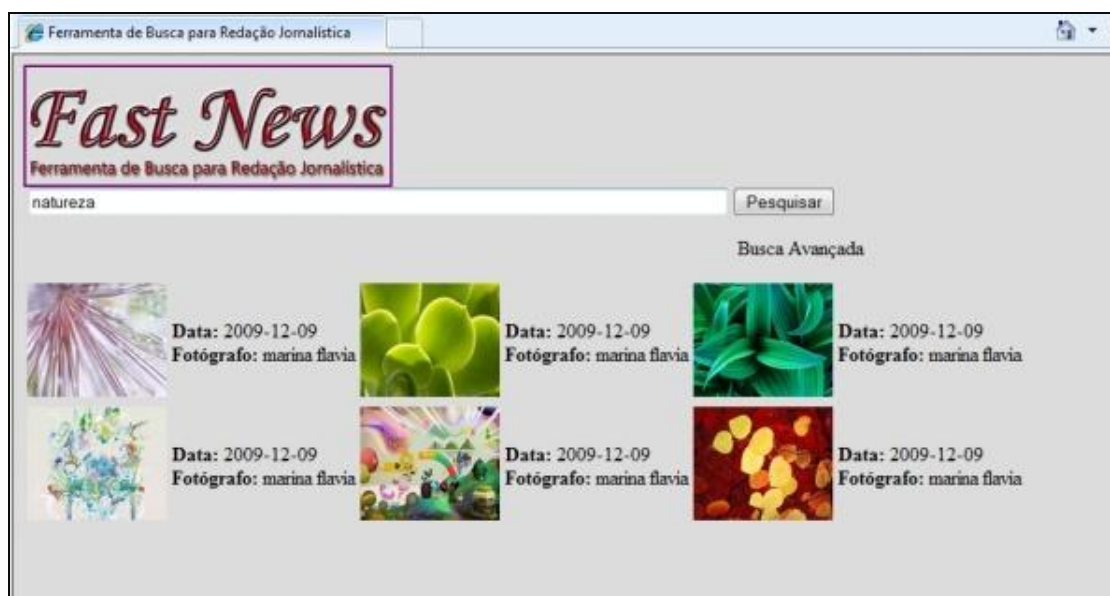 Ferramenta de Busca para Redação Jornalística
Fast News
Ferramenta de Busca para Redação Jornalística
natureza Pesquisar
Busca Avançada
Data: 2009-12-09 Data: 2009-12-09 Data: 2009-12-09
Fotógrafo: marina flavia Fotógrafo: marina flavia Fotógrafo: marina flavia
Data: 2009-12-09 Data: 2009-12-09 Data: 2009-12-09
Fotógrafo: marina flavia Fotógrafo: marina flavia Fotógrafo: marina flavia